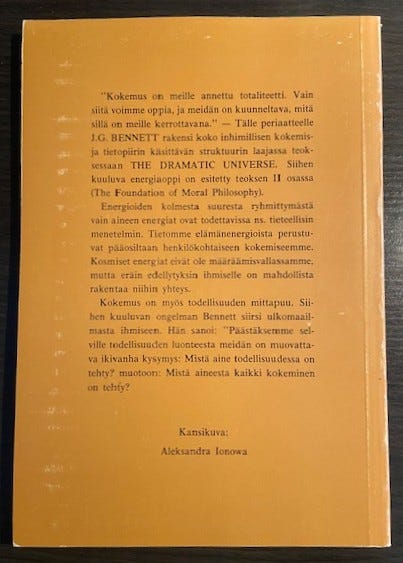 "Kokemus on meille annettu totaliteetti. Vain
siitä voimme oppia, ja meidän on kuunneltava, mitä
sillä on meille kerrottavana." — Tälle periaatteelle
J.G. BENNETT rakensi koko inhimillisen kokemis-
ja tietopiirin käsittävän struktuurin laajassa teok-
sessaan THE DRAMATIC UNIVERSE. Siihen
kuuluva energiaoppi on esitetty teoksen II osassa
(The Foundation of Moral Philosophy).
Energioiden kolmesta suuresta ryhmittymästä
vain aineen energiat ovat todettavissa ns. tieteellisin
menetelmin. Tietomme elämänenergioista perustu-
vat pääosiltaan henkilökohtaiseen kokemiseemme.
Kosmiset energiat eivät ole määräämisvallassamme,
mutta eräin edellytyksin ihmiselle on mahdollista
rakentaa niihin yhteys.
Kokemus on myös todellisuuden mittapuu. Sii-
hen kuuluvan ongelman Bennett siirsi ulkomaail-
masta ihmiseen. Hän sanoi: "Päästäksemme sel-
ville todellisuuden luonteesta meidän on muovatta-
va ikivanha kysymys: Mistä aine todellisuudessa on
tehty? muotoon: Mistä aineesta kaikki kokeminen
on tehty?
Kansikuva:
Aleksandra Ionowa